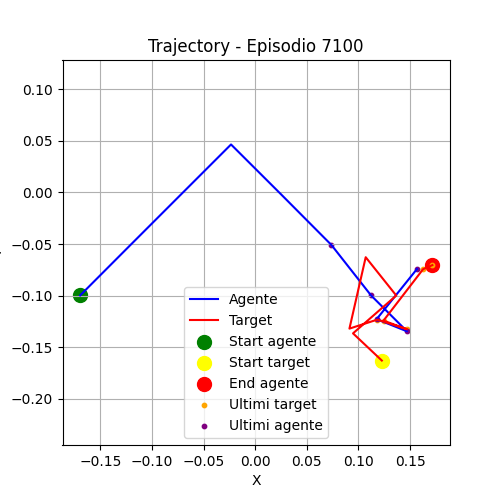 Trajectory - Episodio 7100
0.10
0.05
0.00
−0.05
−0.10
−0.15
−0.20
Agente
Target
Start agente
Start target
End agente
Ultimi target
Ultimi agente
−0.15
−0.10
−0.05
0.00
0.05
0.10
0.15
X